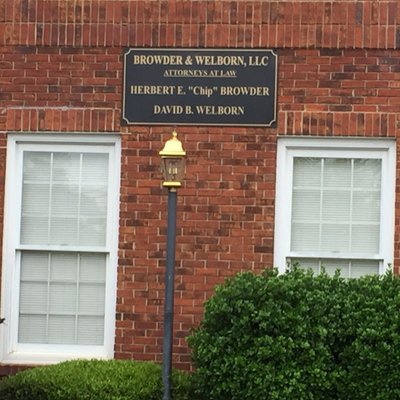 BROWDER & WELBORN, LLC
ATTORNEYS AT LAW
HERBERT E. "Chip" BROWDER
DAVID B. WELBORN